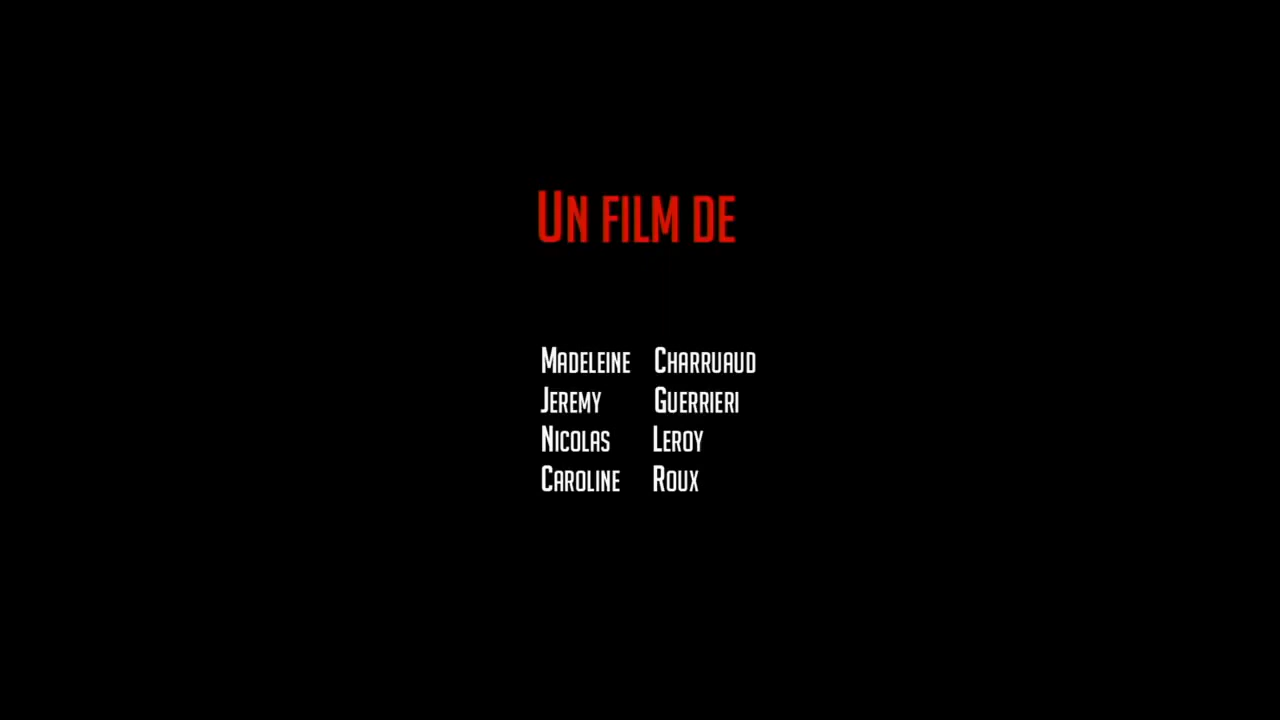 Un film de
Madeleine Charruaud
Jeremy Guerrieri
Nicolas Leroy
Caroline Roux